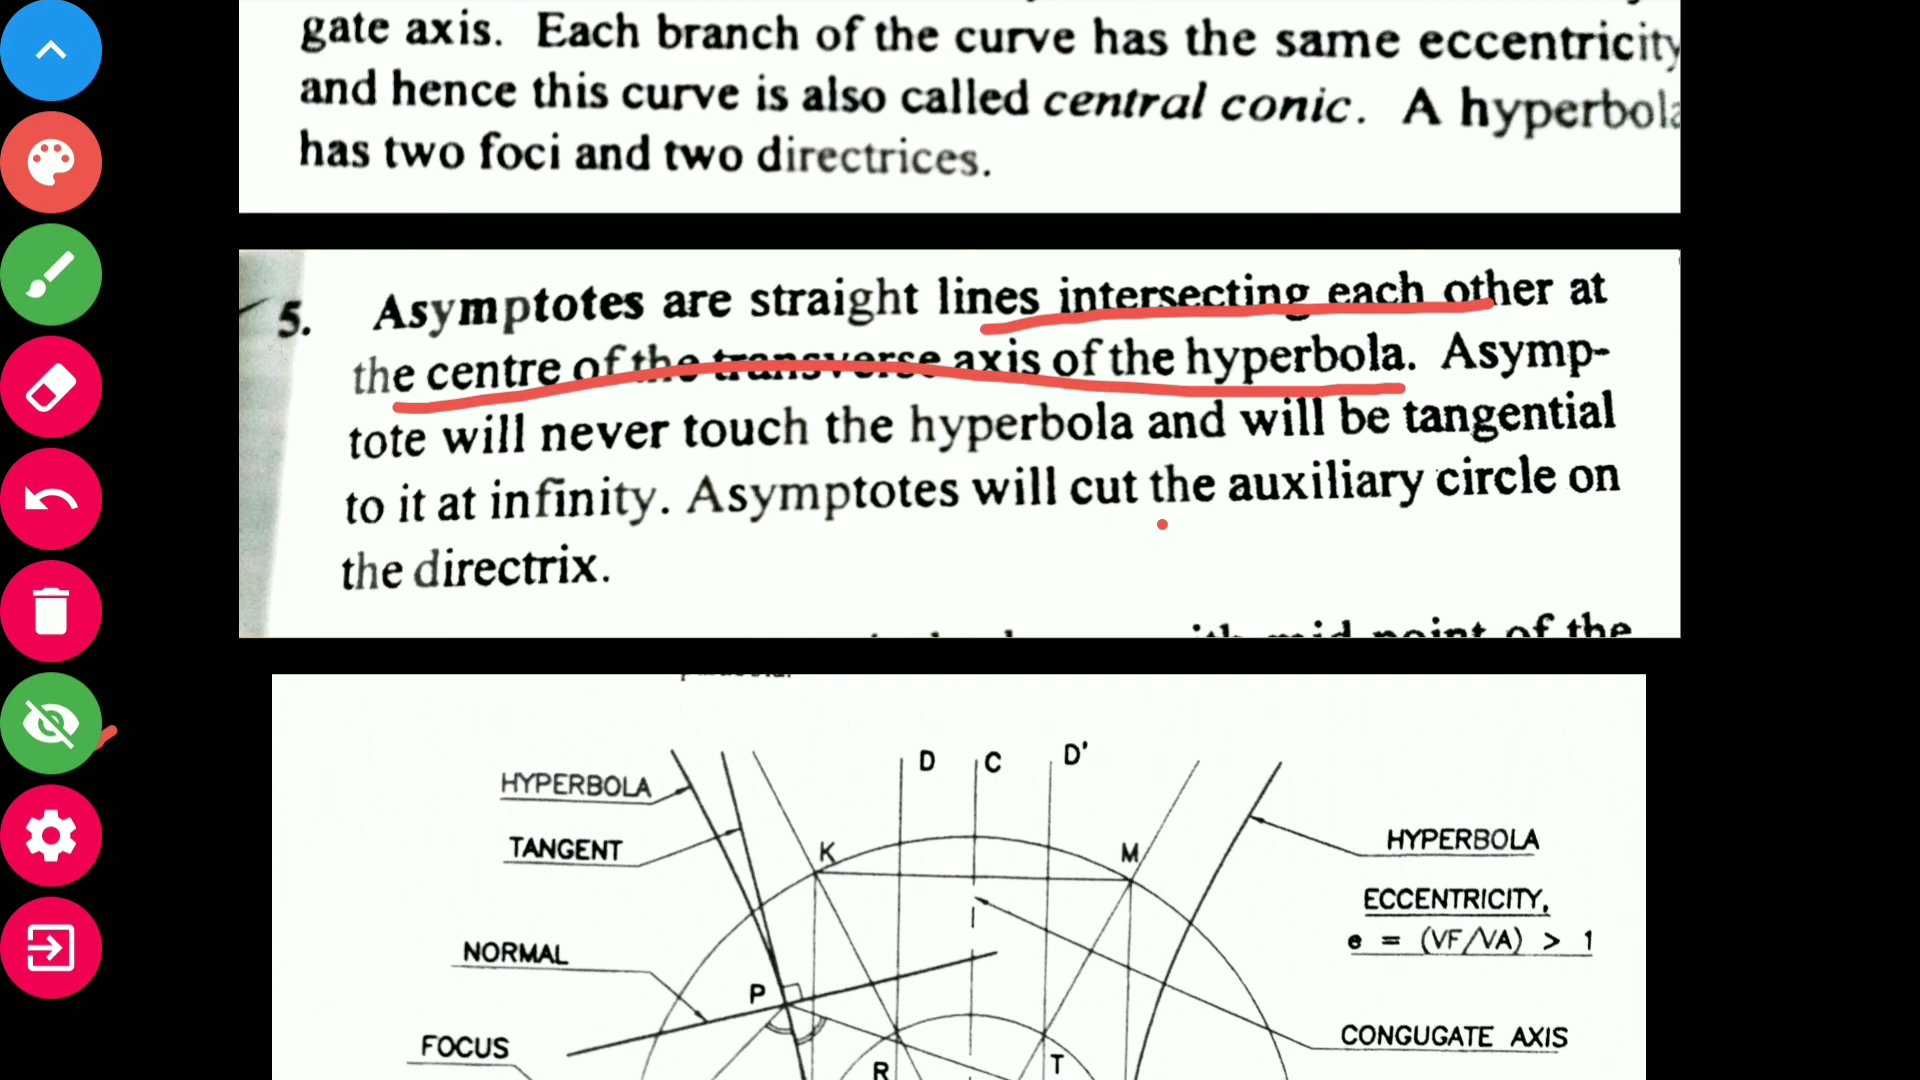 gate axis. Each branch of the curve has the same eccentricity
and hence this curve is also called central conic. A hyperbola
has two foci and two directrices.
5. Asymptotes are straight lines intersecting each other at
the centre of the transverse axis of the hyperbola. Asymp-
tote will never touch the hyperbola and will be tangential
to it at infinity. Asymptotes will cut the auxiliary circle on
the directrix.
mid point of the
D C D'
HYPERBOLA
TANGENT
K M
HYPERBOLA
ECCENTRICITY,
e = (VF/VA) > 1
NORMAL
P
CONGUGATE AXIS
FOCUS
R T